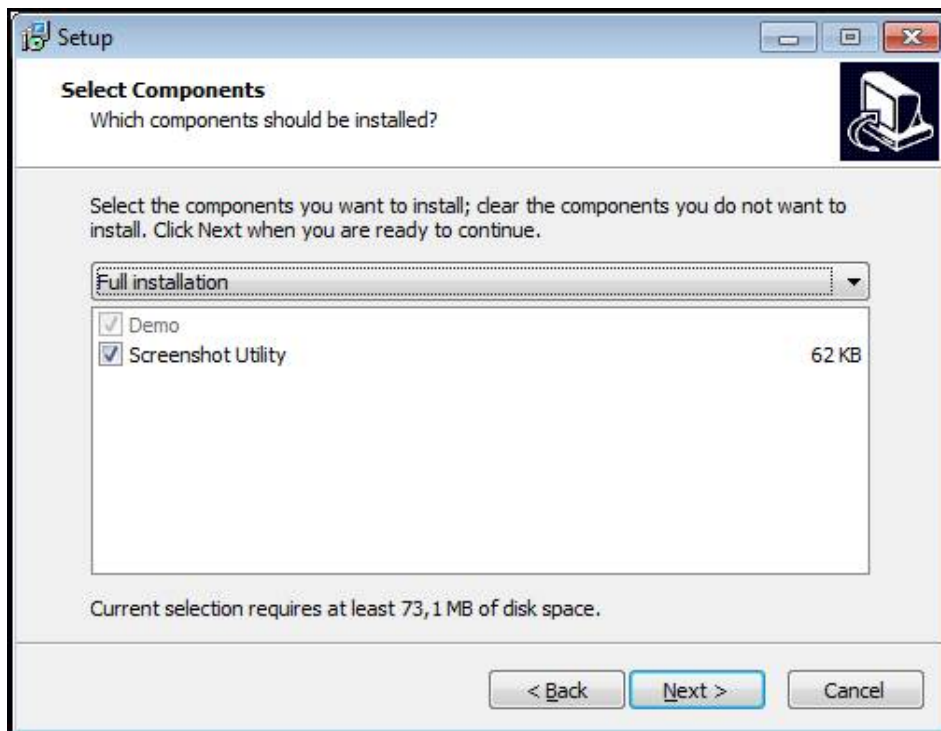 Setup
Select Components
Which components should be installed?
Select the components you want to install; clear the components you do not want to
install. Click Next when you are ready to continue.
Full installation
Demo
Screenshot Utility 62 KB
Current selection requires at least 73,1 MB of disk space.
< Back Next > Cancel